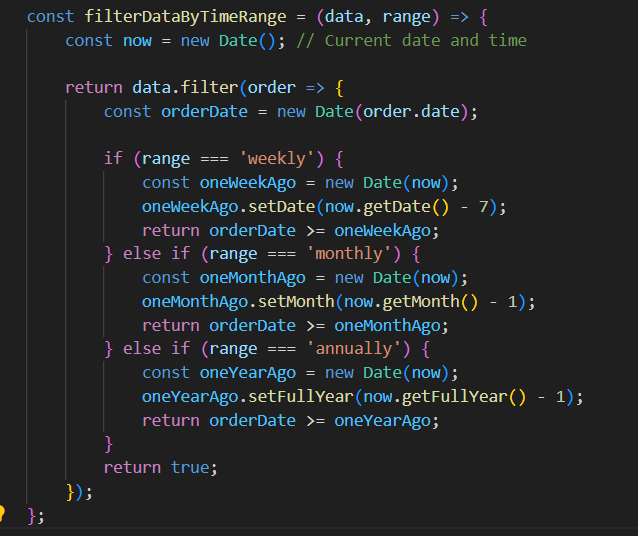 const filterDataByTimeRange = (data, range) => {
    const now = new Date(); // Current date and time

    return data.filter(order => {
        const orderDate = new Date(order.date);

        if (range === 'weekly') {
            const oneWeekAgo = new Date(now);
            oneWeekAgo.setDate(now.getDate() - 7);
            return orderDate >= oneWeekAgo;
        } else if (range === 'monthly') {
            const oneMonthAgo = new Date(now);
            oneMonthAgo.setMonth(now.getMonth() - 1);
            return orderDate >= oneMonthAgo;
        } else if (range === 'annually') {
            const oneYearAgo = new Date(now);
            oneYearAgo.setFullYear(now.getFullYear() - 1);
            return orderDate >= oneYearAgo;
        }
        return true;
    });
};